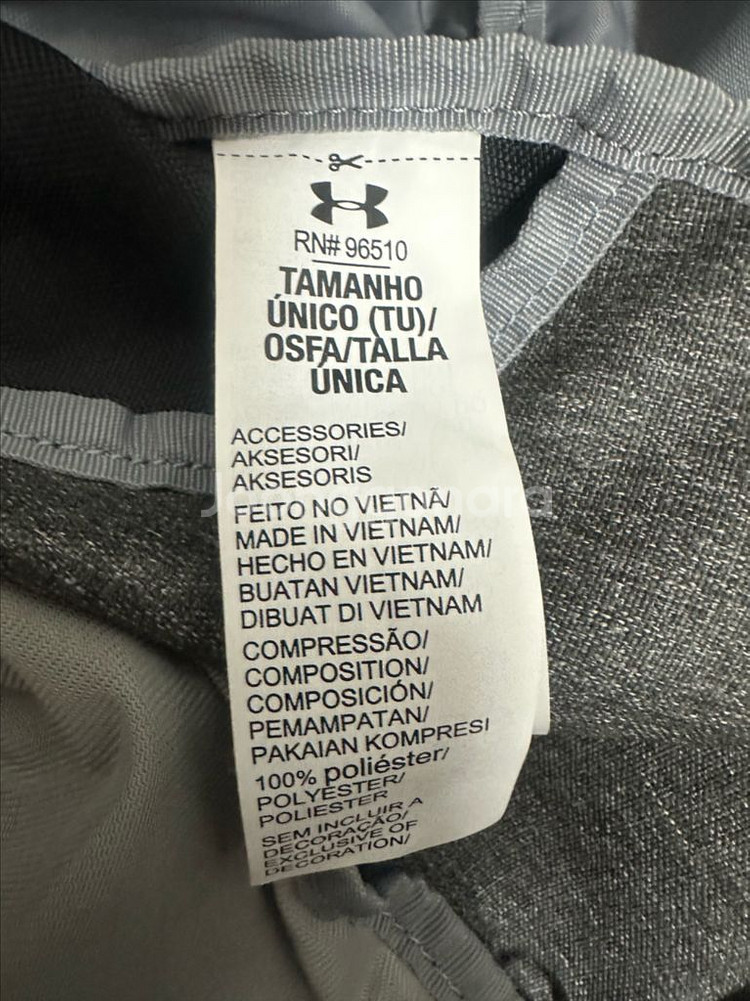 RN# 96510
TAMANHO
ÚNICO (TU)/
OSFA/TALLA
ÚNICA
ACCESSORIES/
AKSESORI/
AKSESORIS
FEITO NO VIETNÃ/
MADE IN VIETNAM/
HECHO EN VIETNAM/
BUATAN VIETNAM/
DIBUAT DI VIETNAM
COMPRESSÃO/
COMPOSITION/
COMPOSICIÓN/
PEMAMPATAN/
PAKAIAN KOMPRESI
100% poliéster/
POLYESTER/
POLIESTER
SEM INCLUIR A
DECORAÇÃO/
EXCLUSIVE OF
DECORATION/